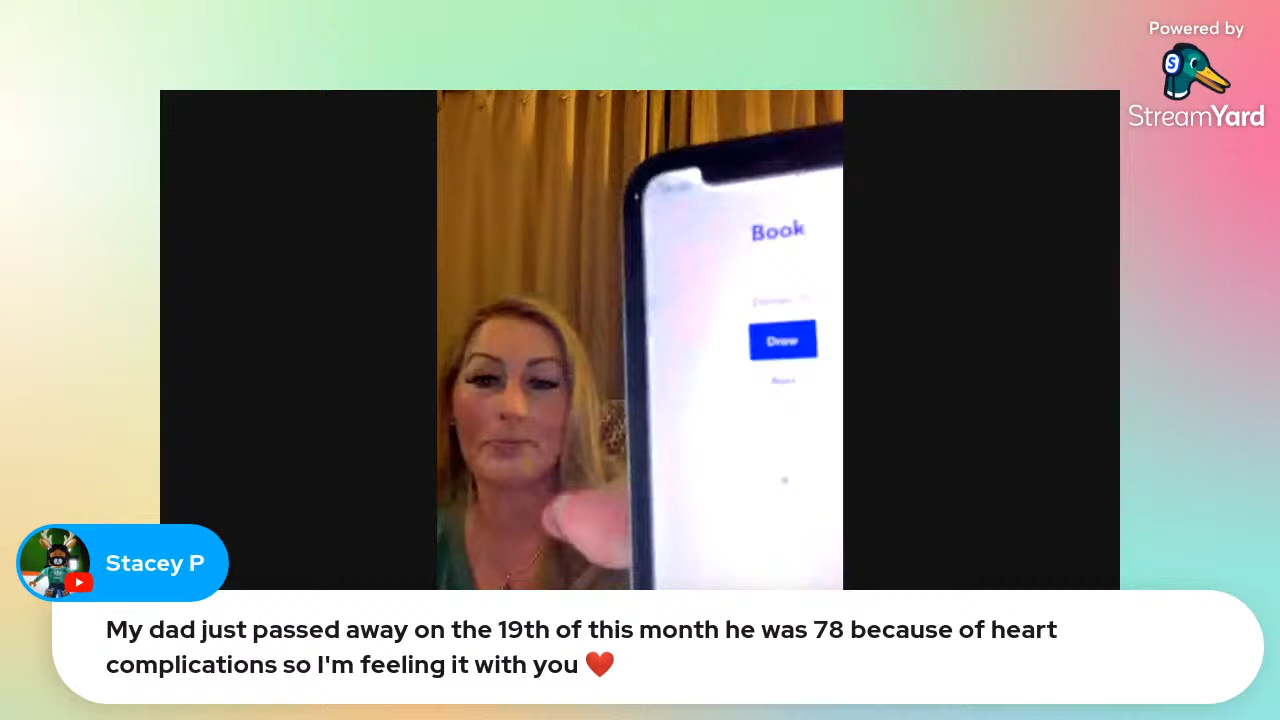 Powered by
StreamYard
Book
Draw
Stacey P
My dad just passed away on the 19th of this month he was 78 because of heart
complications so I'm feeling it with you ❤️